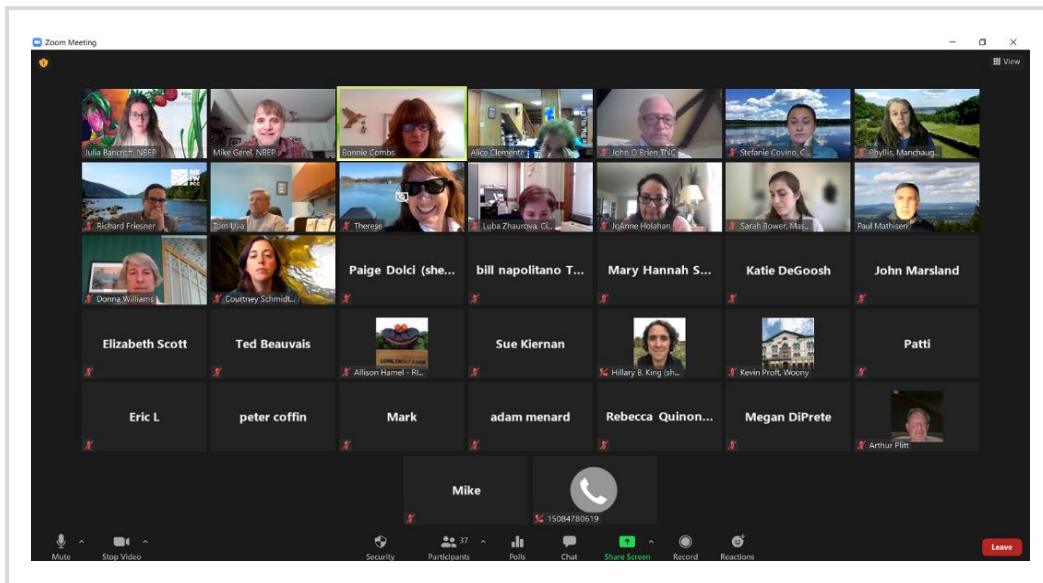 Zoom Meeting
View
Julia Bancroft, NBEP
Mike Gerel, NBEP
Bonnie Combs
Alice Clemente
John O'Brien TNC
Stefanie Covino, C...
Phyllis, Manchaug...
NE
IW
PCC
Richard Friesner
Tom Uva
Therese
Luba Zhaurova, Ci...
JoAnne Holahan
Sarah Bower, Mas...
Paul Mathisen
Donna Williams
Courtney Schmidt...
Paige Dolci (she...
bill napolitano T...
Mary Hannah S...
Katie DeGoosh
John Marsland
Elizabeth Scott
Ted Beauvais
Allison Hamel - RI...
Sue Kiernan
Hillary B. King (sh...
Kevin Proft, Woony
Patti
Eric L
peter coffin
Mark
adam menard
Rebecca Quinon...
Megan DiPrete
Arthur Plitt
Mike
15084780619
Mute
Stop Video
Security
Participants
37
Polls
Chat
Share Screen
Record
Reactions
Leave